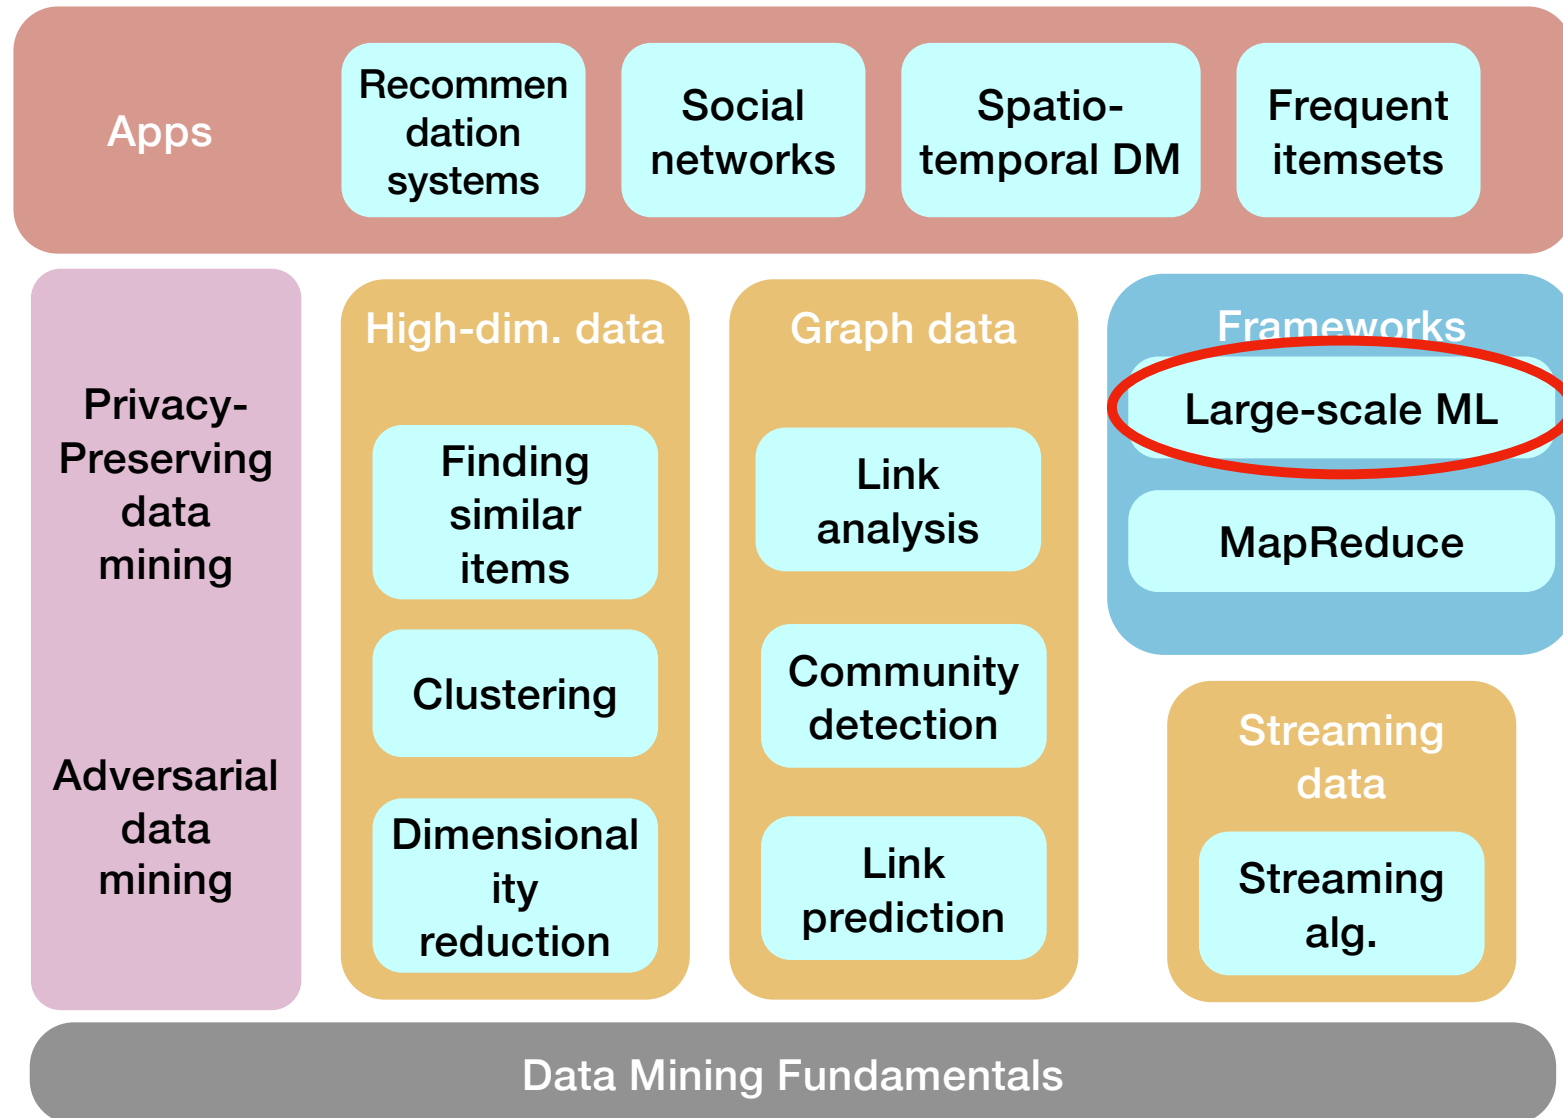 Apps
Recommen
dation
systems
Social
networks
Spatio-
temporal DM
Frequent
itemsets
Privacy-
Preserving
data
mining
Adversarial
data
mining
High-dim. data
Finding
similar
items
Clustering
Dimensional
ity
reduction
Graph data
Link
analysis
Community
detection
Link
prediction
Frameworks
Large-scale ML
MapReduce
Streaming
data
Streaming
alg.
Data Mining Fundamentals